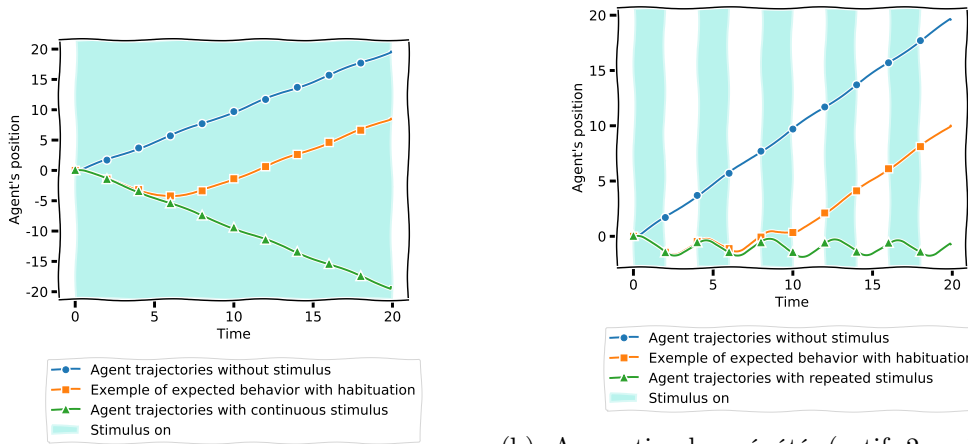 20
15
10
5
0
-5
-10
-15
-20
Agent's position
0 5 10 15 20
Time
Agent trajectories without stimulus
Exemple of expected behavior with habituation
Agent trajectories with continuous stimulus
Stimulus on
20
15
10
5
0
Agent's position
0 5 10 15 20
Time
Agent trajectories without stimulus
Exemple of expected behavior with habituation
Agent trajectories with repeated stimulus
Stimulus on